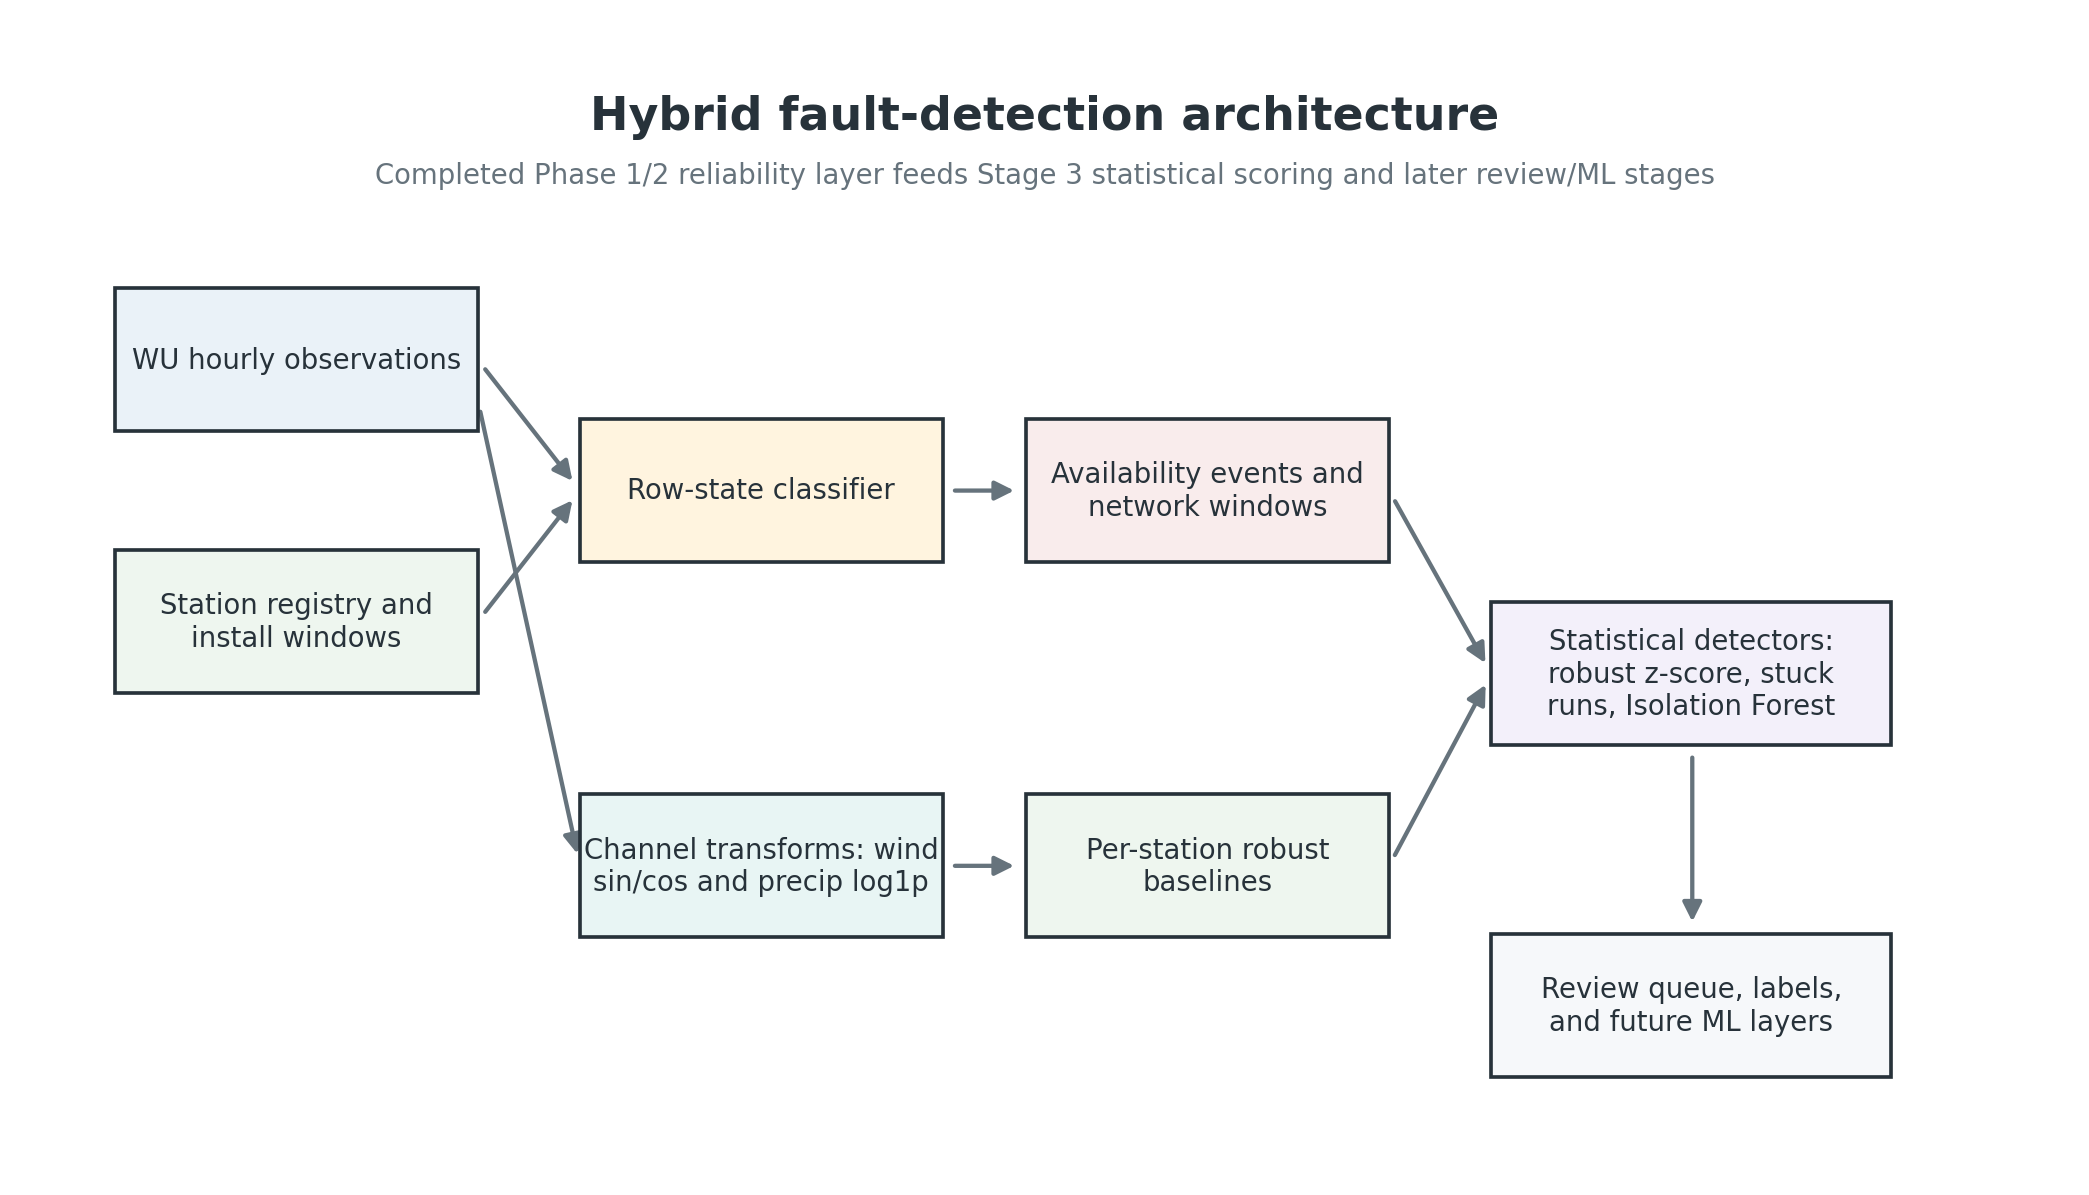 Hybrid fault-detection architecture
Completed Phase 1/2 reliability layer feeds Stage 3 statistical scoring and later review/ML stages
WU hourly observations
Station registry and
install windows
Row-state classifier
Availability events and
network windows
Channel transforms: wind
sin/cos and precip log1p
Per-station robust
baselines
Statistical detectors:
robust z-score, stuck
runs, Isolation Forest
Review queue, labels,
and future ML layers